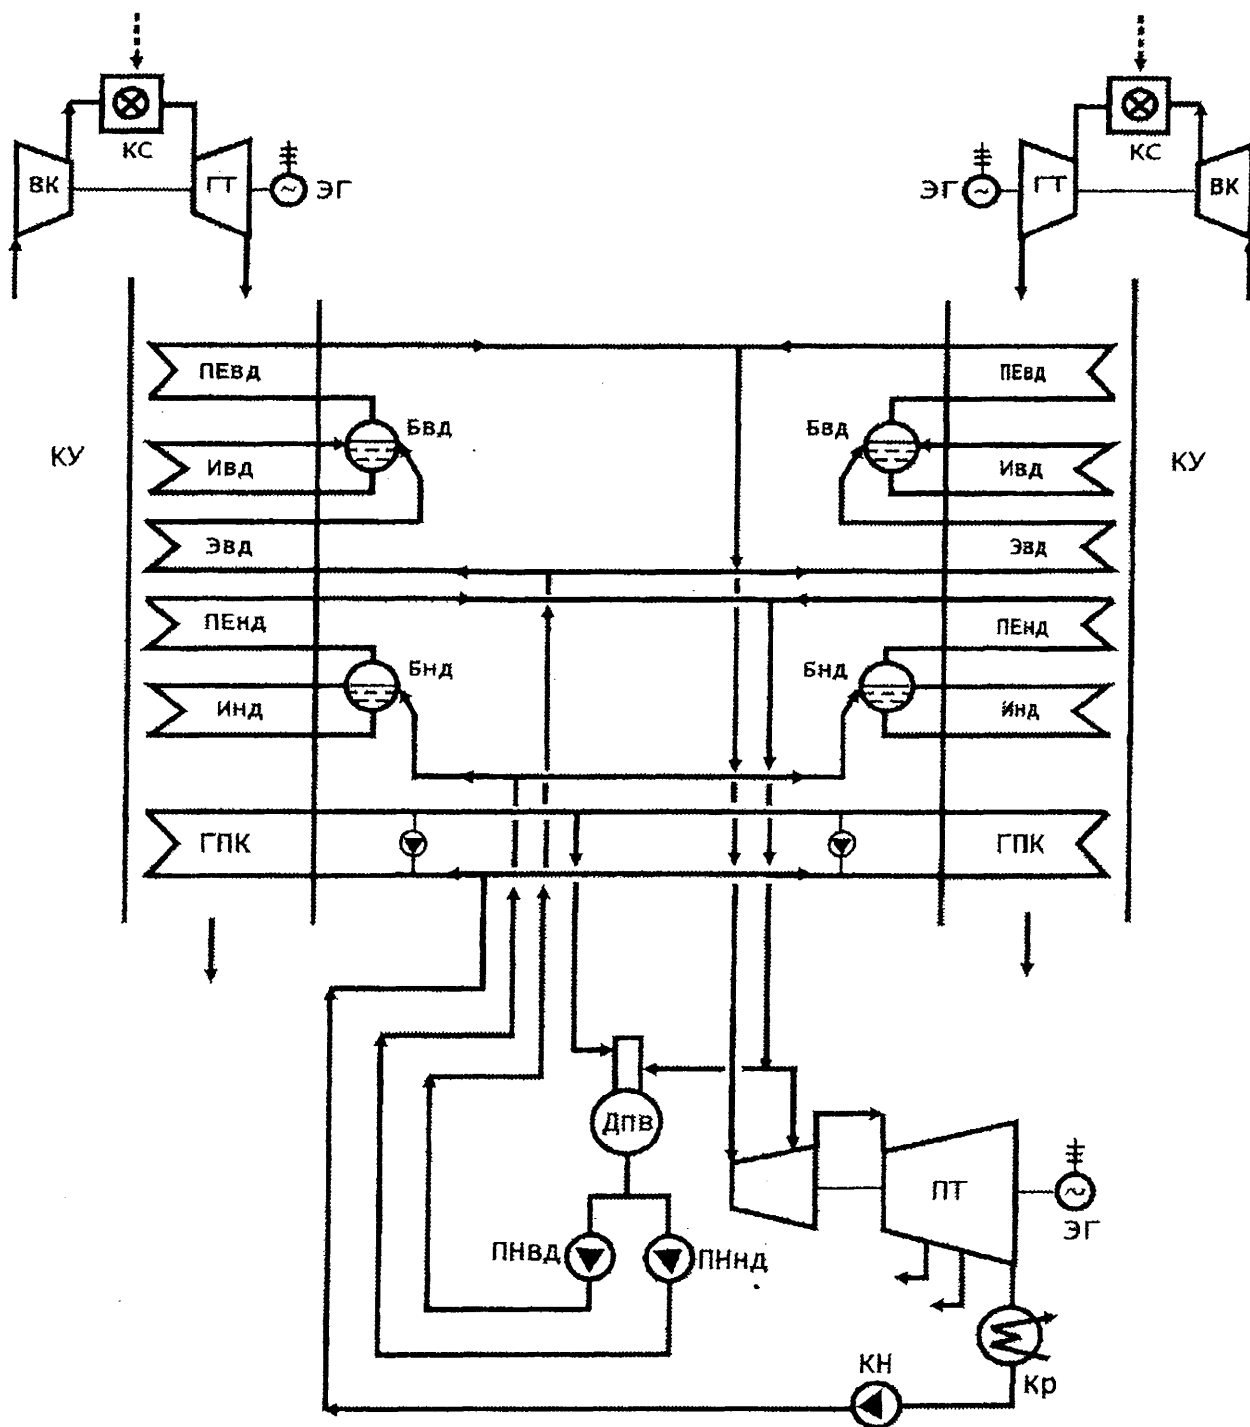 КС
КС
ВК
ГТ
ЭГ
ЭГ
ГТ
ВК
ПЕвд
ПЕвд
Бвд
Бвд
КУ
Ивд
Ивд
КУ
Эвд
Эвд
ПЕнд
ПЕнд
Бнд
Бнд
Инд
Инд
ГПК
ГПК
Дпв
ПТ
ЭГ
ПНвд
ПНнд
КН
Кр